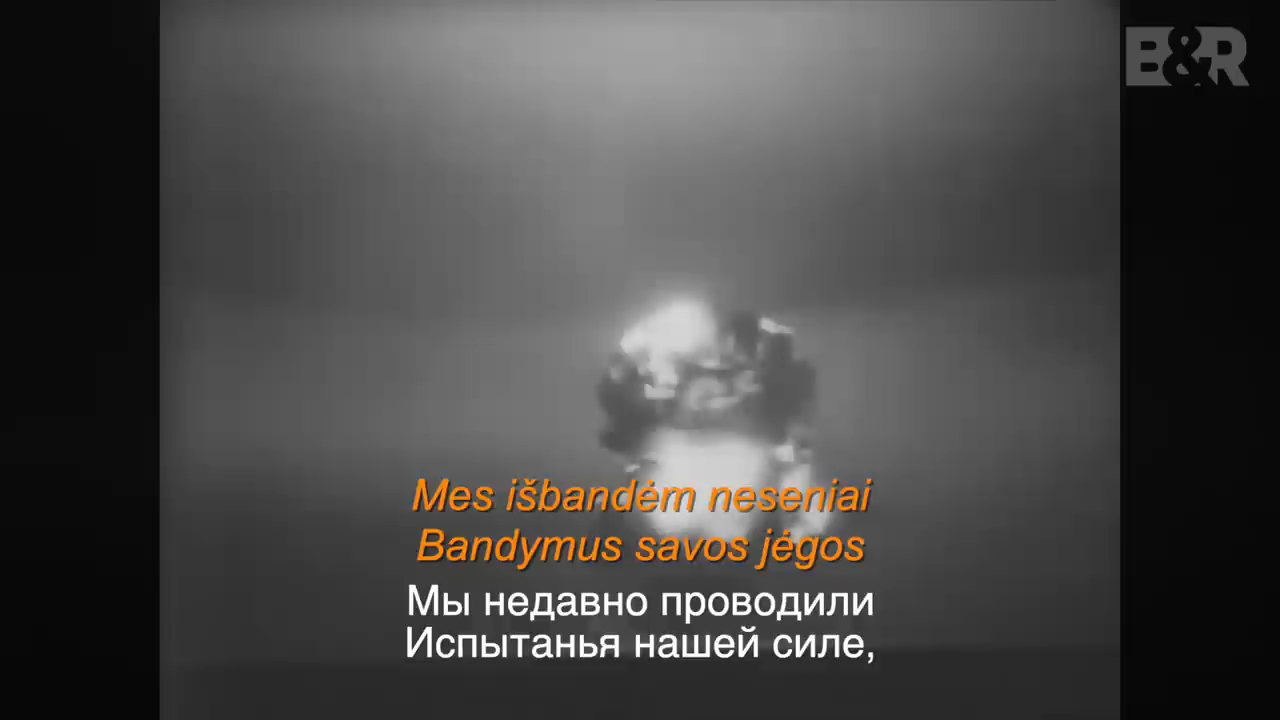 B&R
Mes išbandėm neseniai
Bandymus savos jėgos
Мы недавно проводили
Испытанья нашей силе,